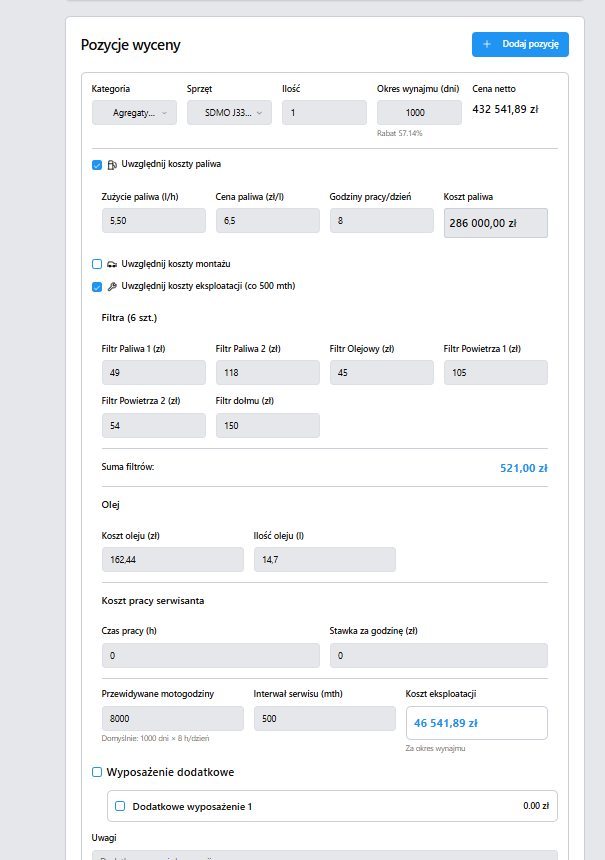 Pozycje wyceny
+ Dodaj pozycję
Kategoria Sprzęt Ilość Okres wynajmu (dni) Cena netto
Agregaty... SDMO J33... 1 1000 432 541,89 zł
Rabat 57.14%
Uwzględnij koszty paliwa
Zużycie paliwa (l/h) Cena paliwa (zł/l) Godziny pracy/dzień Koszt paliwa
5,50 6,5 8 286 000,00 zł
Uwzględnij koszty montażu
Uwzględnij koszty eksploatacji (co 500 mth)
Filtra (6 szt.)
Filtr Paliwa 1 (zł) Filtr Paliwa 2 (zł) Filtr Olejowy (zł) Filtr Powietrza 1 (zł)
49 118 45 105
Filtr Powietrza 2 (zł) Filtr dołmu (zł)
54 150
Suma filtrów: 521,00 zł
Olej
Koszt oleju (zł) Ilość oleju (l)
162,44 14,7
Koszt pracy serwisanta
Czas pracy (h) Stawka za godzinę (zł)
0 0
Przewidywane motogodziny Interwał serwisu (mth) Koszt eksploatacji
8000 500 46 541,89 zł
Domyślnie: 1000 dni × 8 h/dzień
Za okres wynajmu
Wyposażenie dodatkowe
Dodatkowe wyposażenie 1 0.00 zł
Uwagi